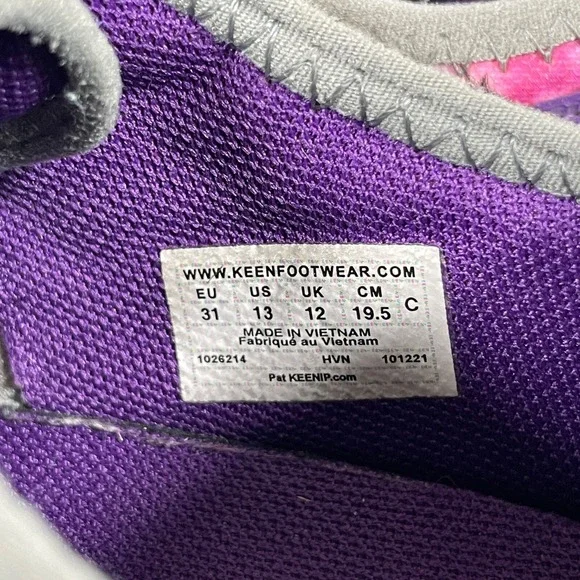 WWW.KEENFOOTWEAR.COM
EU US UK CM C
31 13 12 19.5
MADE IN VIETNAM
Fabriqué au Vietnam
1026214 HVN 101221
Pat KEENIP.com